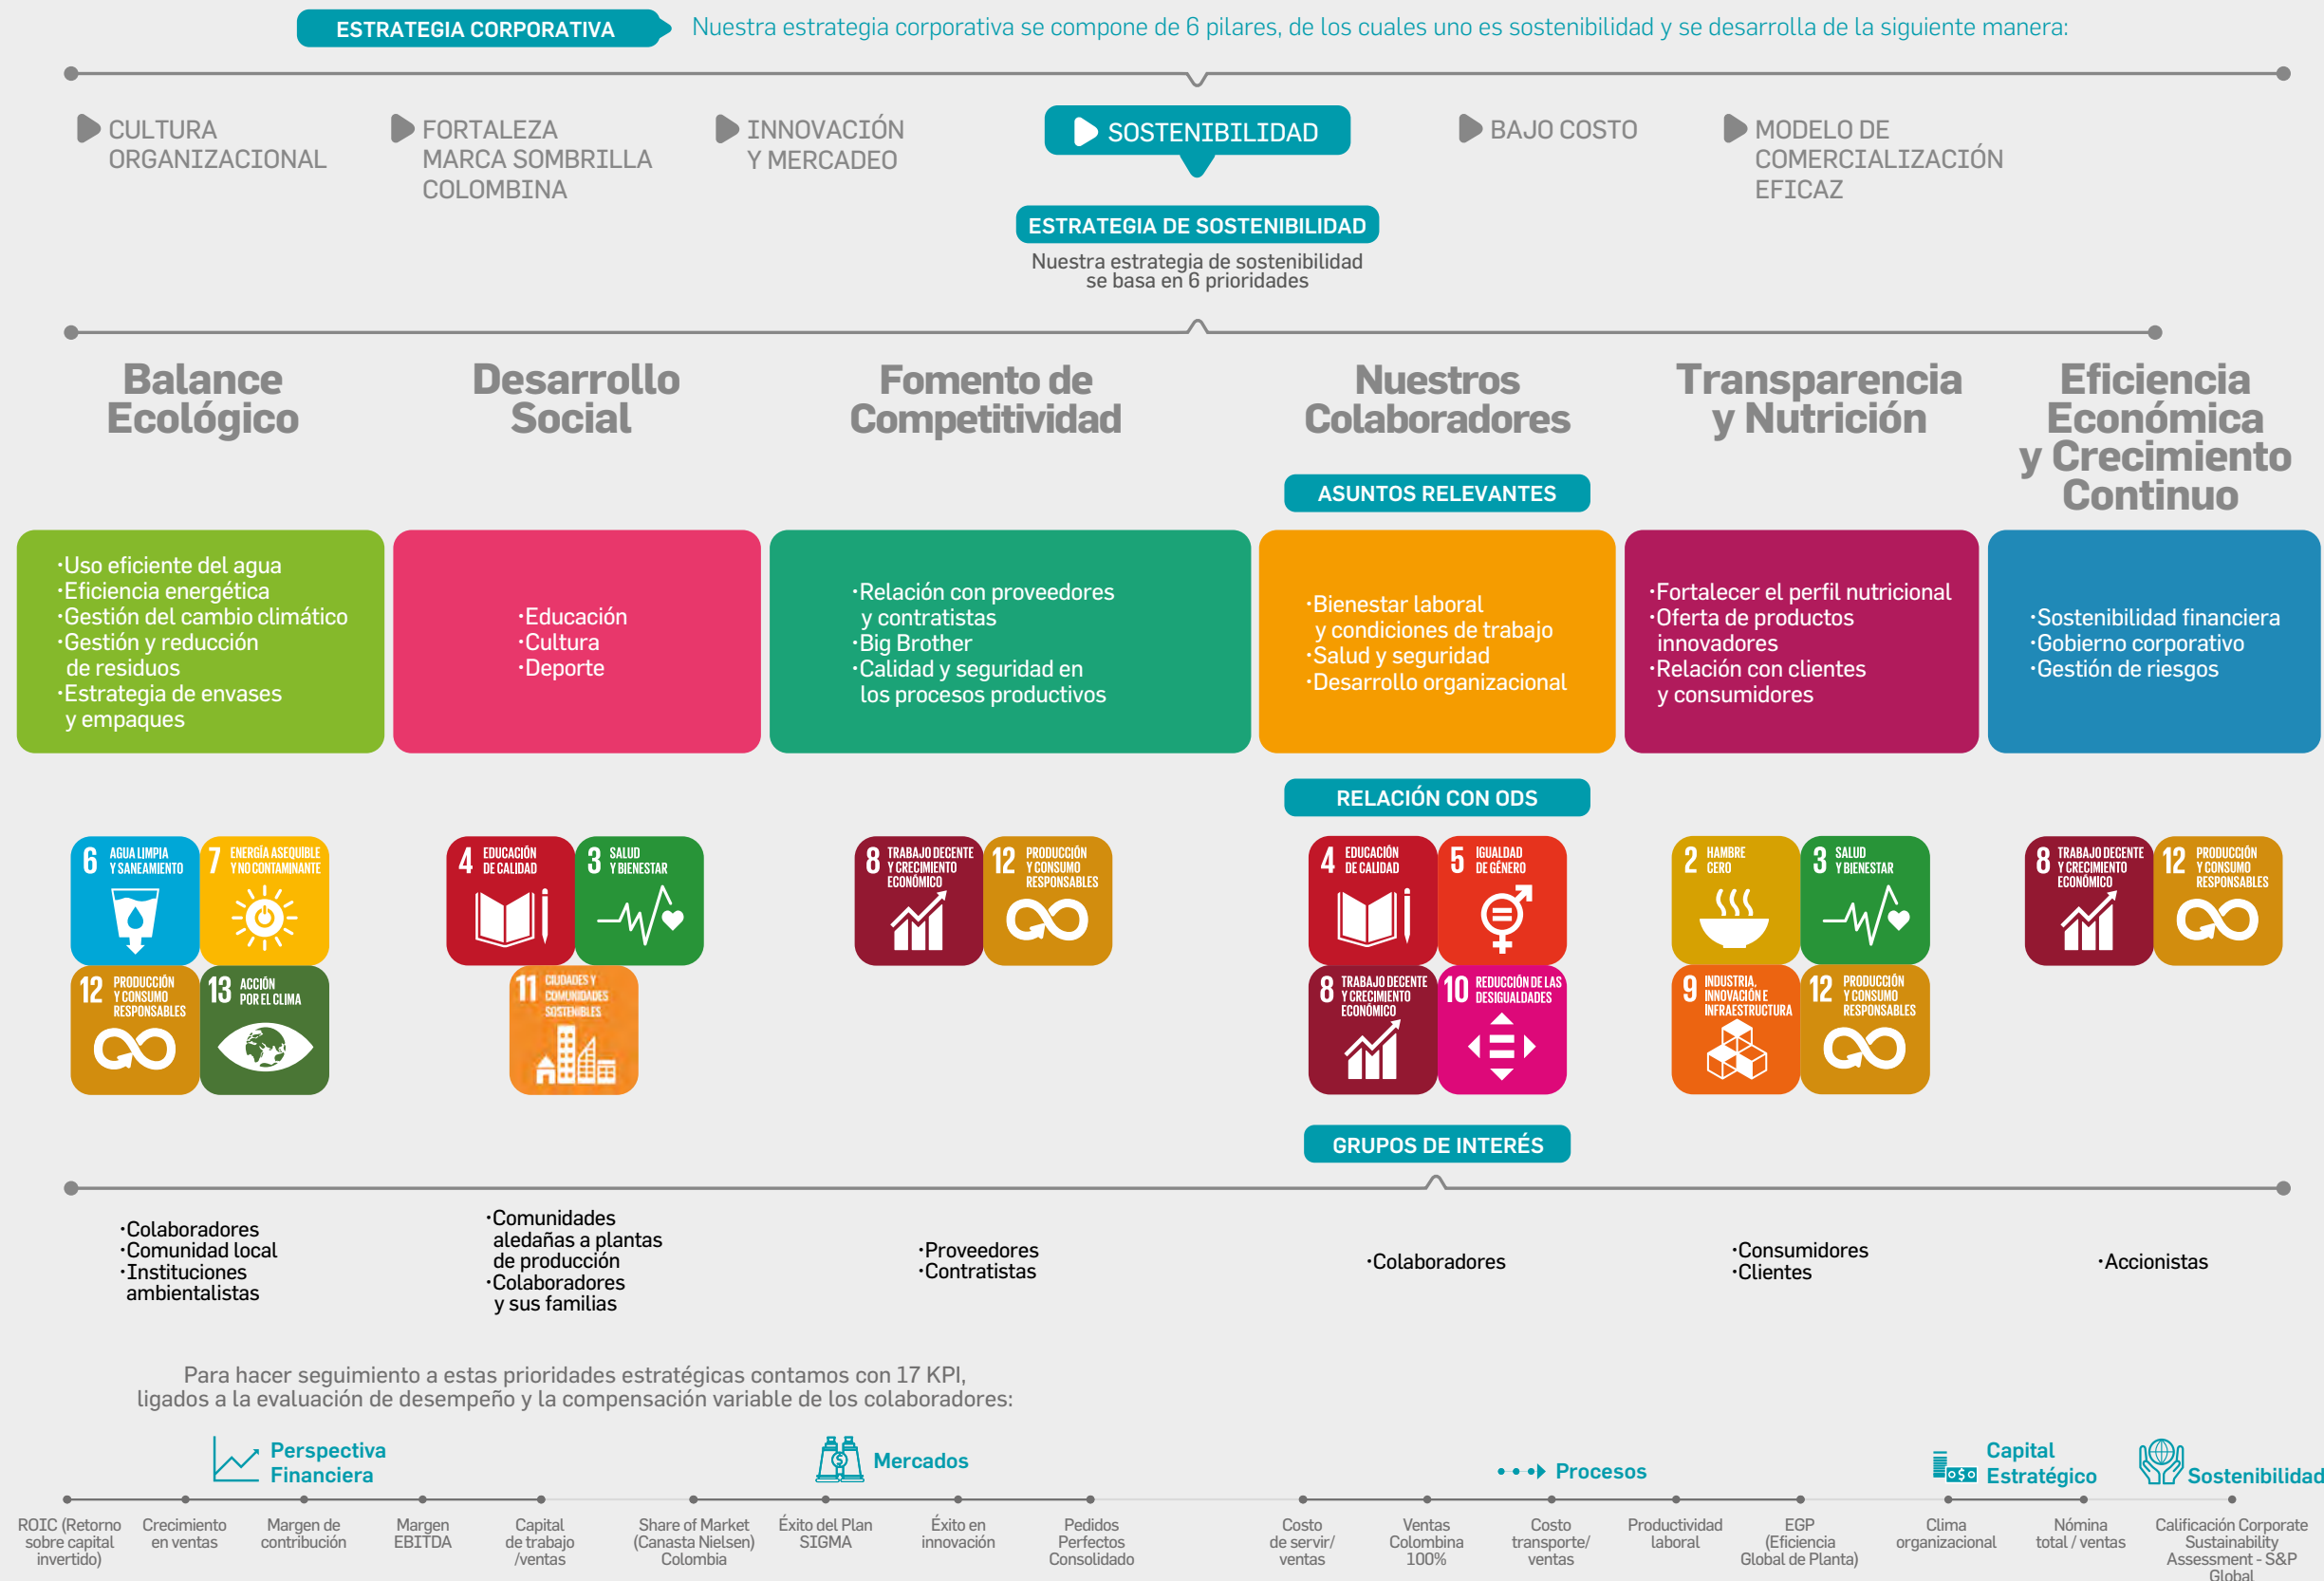 ESTRATEGIA CORPORATIVA
Nuestra estrategia corporativa se compone de 6 pilares, de los cuales uno es sostenibilidad y se desarrolla de la siguiente manera:
CULTURA
ORGANIZACIONAL
FORTALEZA
MARCA SOMBRILLA
COLOMBINA
INNOVACIÓN
Y MERCADEO
SOSTENIBILIDAD
BAJO COSTO
MODELO DE
COMERCIALIZACIÓN
EFICAZ
ESTRATEGIA DE SOSTENIBILIDAD
Nuestra estrategia de sostenibilidad
se basa en 6 prioridades
Balance
Ecológico
Desarrollo
Social
Fomento de
Competitividad
Nuestros
Colaboradores
Transparencia
y Nutrición
Eficiencia
Económica
y Crecimiento
Continuo
ASUNTOS RELEVANTES
·Uso eficiente del agua
·Eficiencia energética
·Gestión del cambio climático
·Gestión y reducción
de residuos
·Estrategia de envases
y empaques
·Educación
·Cultura
·Deporte
·Relación con proveedores
y contratistas
·Big Brother
·Calidad y seguridad en
los procesos productivos
·Bienestar laboral
y condiciones de trabajo
·Salud y seguridad
·Desarrollo organizacional
·Fortalecer el perfil nutricional
·Oferta de productos
innovadores
·Relación con clientes
y consumidores
·Sostenibilidad financiera
·Gobierno corporativo
·Gestión de riesgos
RELACIÓN CON ODS
6 AGUA LIMPIA
Y SANEAMIENTO
7 ENERGÍA ASEQUIBLE
Y NO CONTAMINANTE
12 PRODUCCIÓN
Y CONSUMO
RESPONSABLES
13 ACCIÓN
POR EL CLIMA
4 EDUCACIÓN
DE CALIDAD
3 SALUD
Y BIENESTAR
11 CIUDADES Y
COMUNIDADES
SOSTENIBLES
8 TRABAJO DECENTE
Y CRECIMIENTO
ECONÓMICO
12 PRODUCCIÓN
Y CONSUMO
RESPONSABLES
4 EDUCACIÓN
DE CALIDAD
5 IGUALDAD
DE GÉNERO
8 TRABAJO DECENTE
Y CRECIMIENTO
ECONÓMICO
10 REDUCCIÓN DE LAS
DESIGUALDADES
2 HAMBRE
CERO
3 SALUD
Y BIENESTAR
9 INDUSTRIA,
INNOVACIÓN E
INFRAESTRUCTURA
12 PRODUCCIÓN
Y CONSUMO
RESPONSABLES
8 TRABAJO DECENTE
Y CRECIMIENTO
ECONÓMICO
12 PRODUCCIÓN
Y CONSUMO
RESPONSABLES
GRUPOS DE INTERÉS
·Colaboradores
·Comunidad local
·Instituciones
ambientalistas
·Comunidades
aledañas a plantas
de producción
·Colaboradores
y sus familias
·Proveedores
·Contratistas
·Colaboradores
·Consumidores
·Clientes
·Accionistas
Para hacer seguimiento a estas prioridades estratégicas contamos con 17 KPI,
ligados a la evaluación de desempeño y la compensación variable de los colaboradores:
Perspectiva
Financiera
Mercados
Procesos
Capital
Estratégico
Sostenibilidad
ROIC (Retorno
sobre capital
invertido)
Crecimiento
en ventas
Margen de
contribución
Margen
EBITDA
Capital
de trabajo
/ventas
Share of Market
(Canasta Nielsen)
Colombia
Éxito del Plan
SIGMA
Éxito en
innovación
Pedidos
Perfectos
Consolidado
Costo
de servir/
ventas
Ventas
Colombina
100%
Costo
transporte/
ventas
Productividad
laboral
EGP
(Eficiencia
Global de Planta)
Clima
organizacional
Nómina
total / ventas
Calificación Corporate
Sustainability
Assessment - S&P
Global